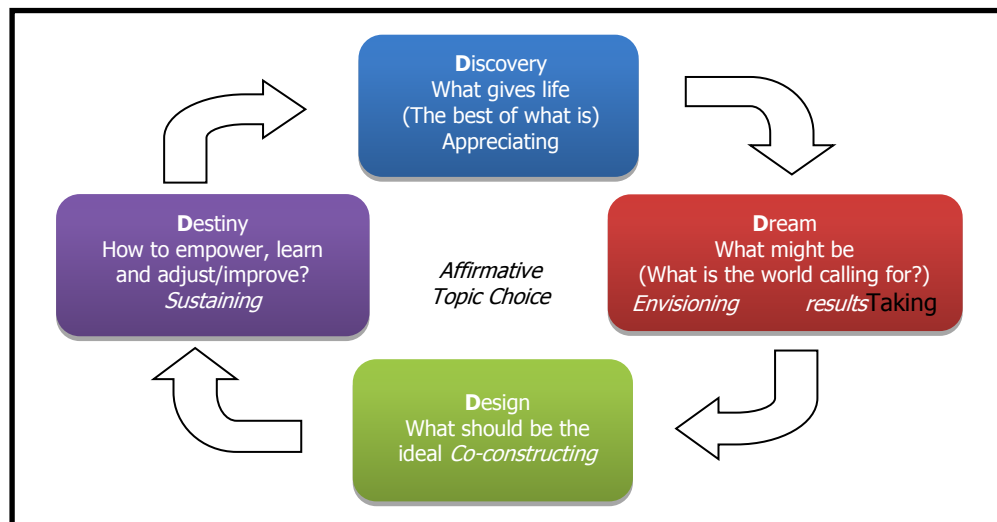 Discovery
What gives life
(The best of what is)
Appreciating
Dream
What might be
(What is the world calling for?)
Envisioning resultsTaking
Design
What should be the
ideal Co-constructing
Destiny
How to empower, learn
and adjust/improve?
Sustaining
Affirmative
Topic Choice